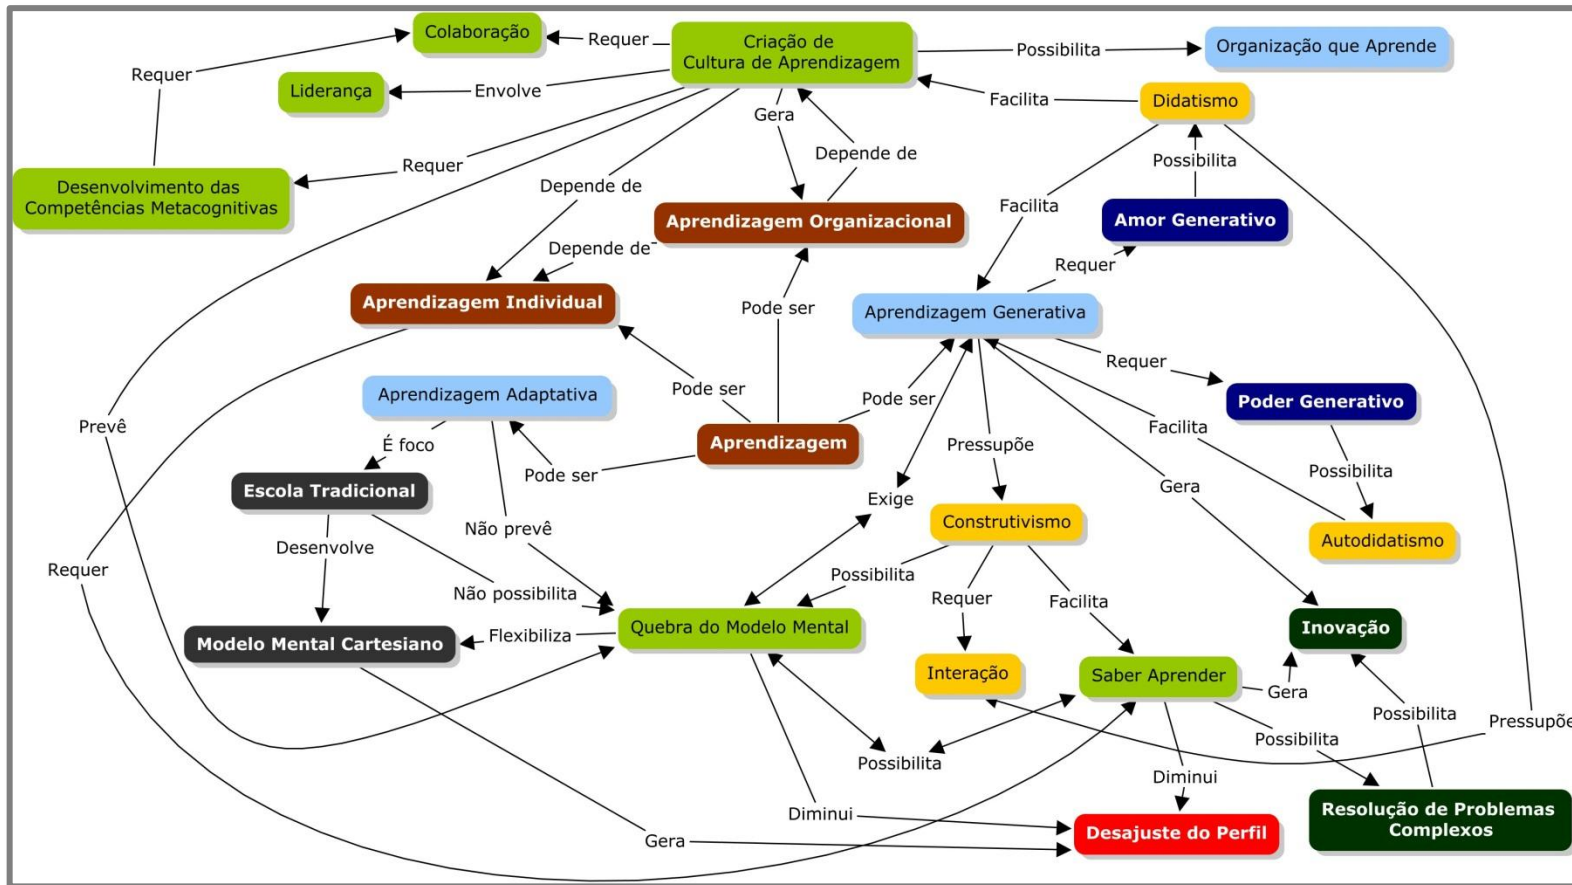 Colaboração
Requer
Criação de
Cultura de Aprendizagem
Possibilita
Organização que Aprende
Requer
Liderança
Envolve
Gera
Facilita
Didatismo
Desenvolvimento das
Competências Metacognitivas
Requer
Depende de
Depende de
Possibilita
Facilita
Aprendizagem Organizacional
Amor Generativo
Depende de
Requer
Aprendizagem Individual
Pode ser
Aprendizagem Generativa
Requer
Aprendizagem Adaptativa
Pode ser
Pode ser
Poder Generativo
Prevê
É foco
Aprendizagem
Pressupõe
Facilita
Pode ser
Possibilita
Escola Tradicional
Gera
Exige
Não prevê
Construtivismo
Autodidatismo
Desenvolve
Requer
Possibilita
Não possibilita
Requer
Facilita
Quebra do Modelo Mental
Inovação
Flexibiliza
Modelo Mental Cartesiano
Interação
Saber Aprender
Gera
Possibilita
Pressupõe
Possibilita
Possibilita
Diminui
Diminui
Resolução de Problemas
Complexos
Desajuste do Perfil
Gera